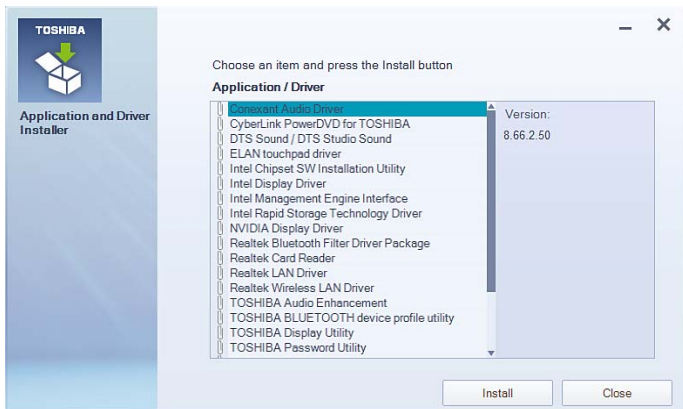 TOSHIBA
Application and Driver
Installer
Choose an item and press the Install button
Application / Driver
Conexant Audio Driver
CyberLink PowerDVD for TOSHIBA
DTS Sound / DTS Studio Sound
ELAN touchpad driver
Intel Chipset SW Installation Utility
Intel Display Driver
Intel Management Engine Interface
Intel Rapid Storage Technology Driver
NVIDIA Display Driver
Realtek Bluetooth Filter Driver Package
Realtek Card Reader
Realtek LAN Driver
Realtek Wireless LAN Driver
TOSHIBA Audio Enhancement
TOSHIBA BLUETOOTH device profile utility
TOSHIBA Display Utility
TOSHIBA Password Utility
Version:
8.66.2.50
Install
Close